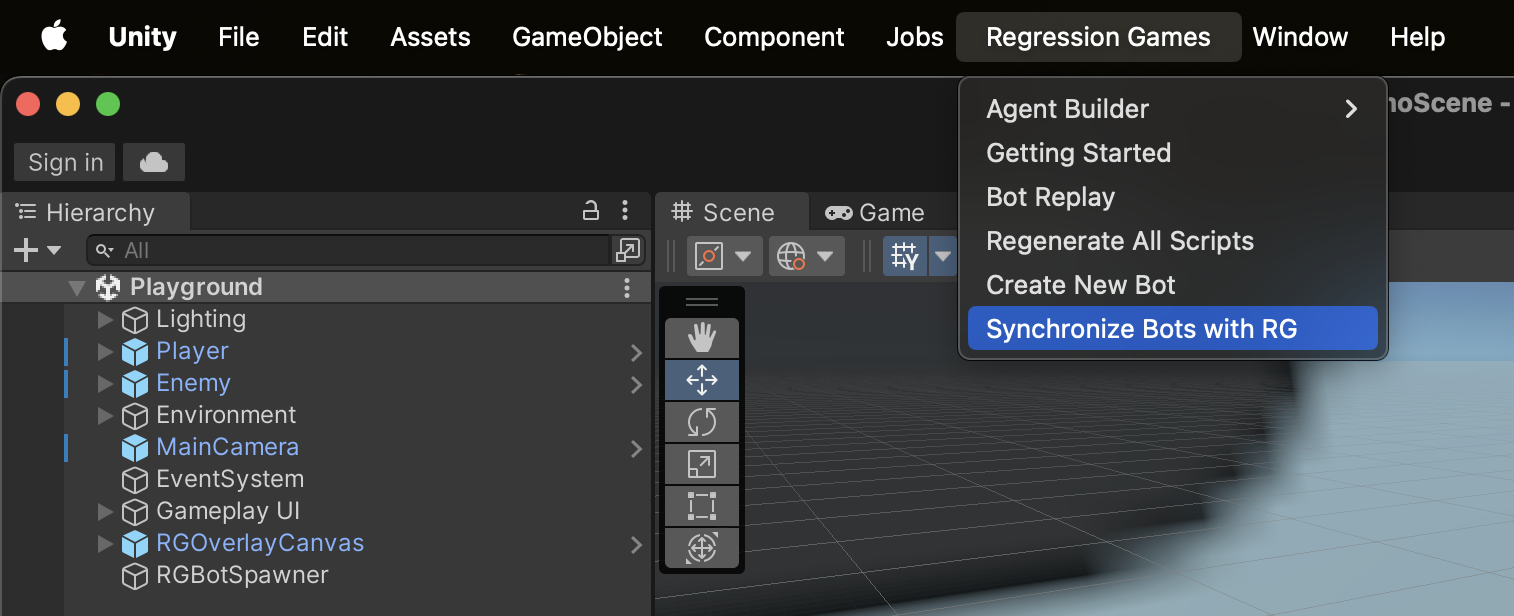 Unity File Edit Assets GameObject Component Jobs Regression Games Window Help
Agent Builder
Getting Started
Bot Replay
Regenerate All Scripts
Create New Bot
Synchronize Bots with RG
Sign in
Hierarchy
All
Playground
Lighting
Player
Enemy
Environment
MainCamera
EventSystem
Gameplay UI
RGOverlayCanvas
RGBotSpawner
Scene Game